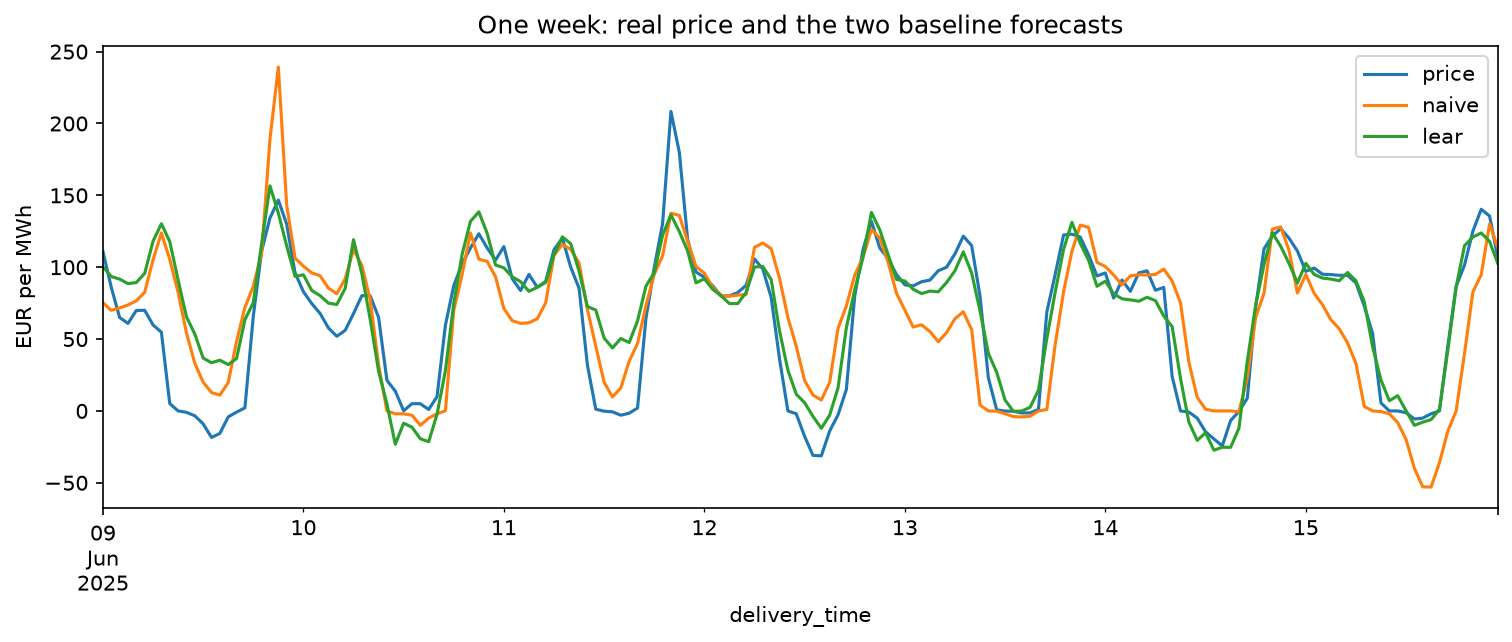 One week: real price and the two baseline forecasts
250
200
150
100
50
0
−50
EUR per MWh
price
naive
lear
09
Jun
2025
10
11
12
13
14
15
delivery_time